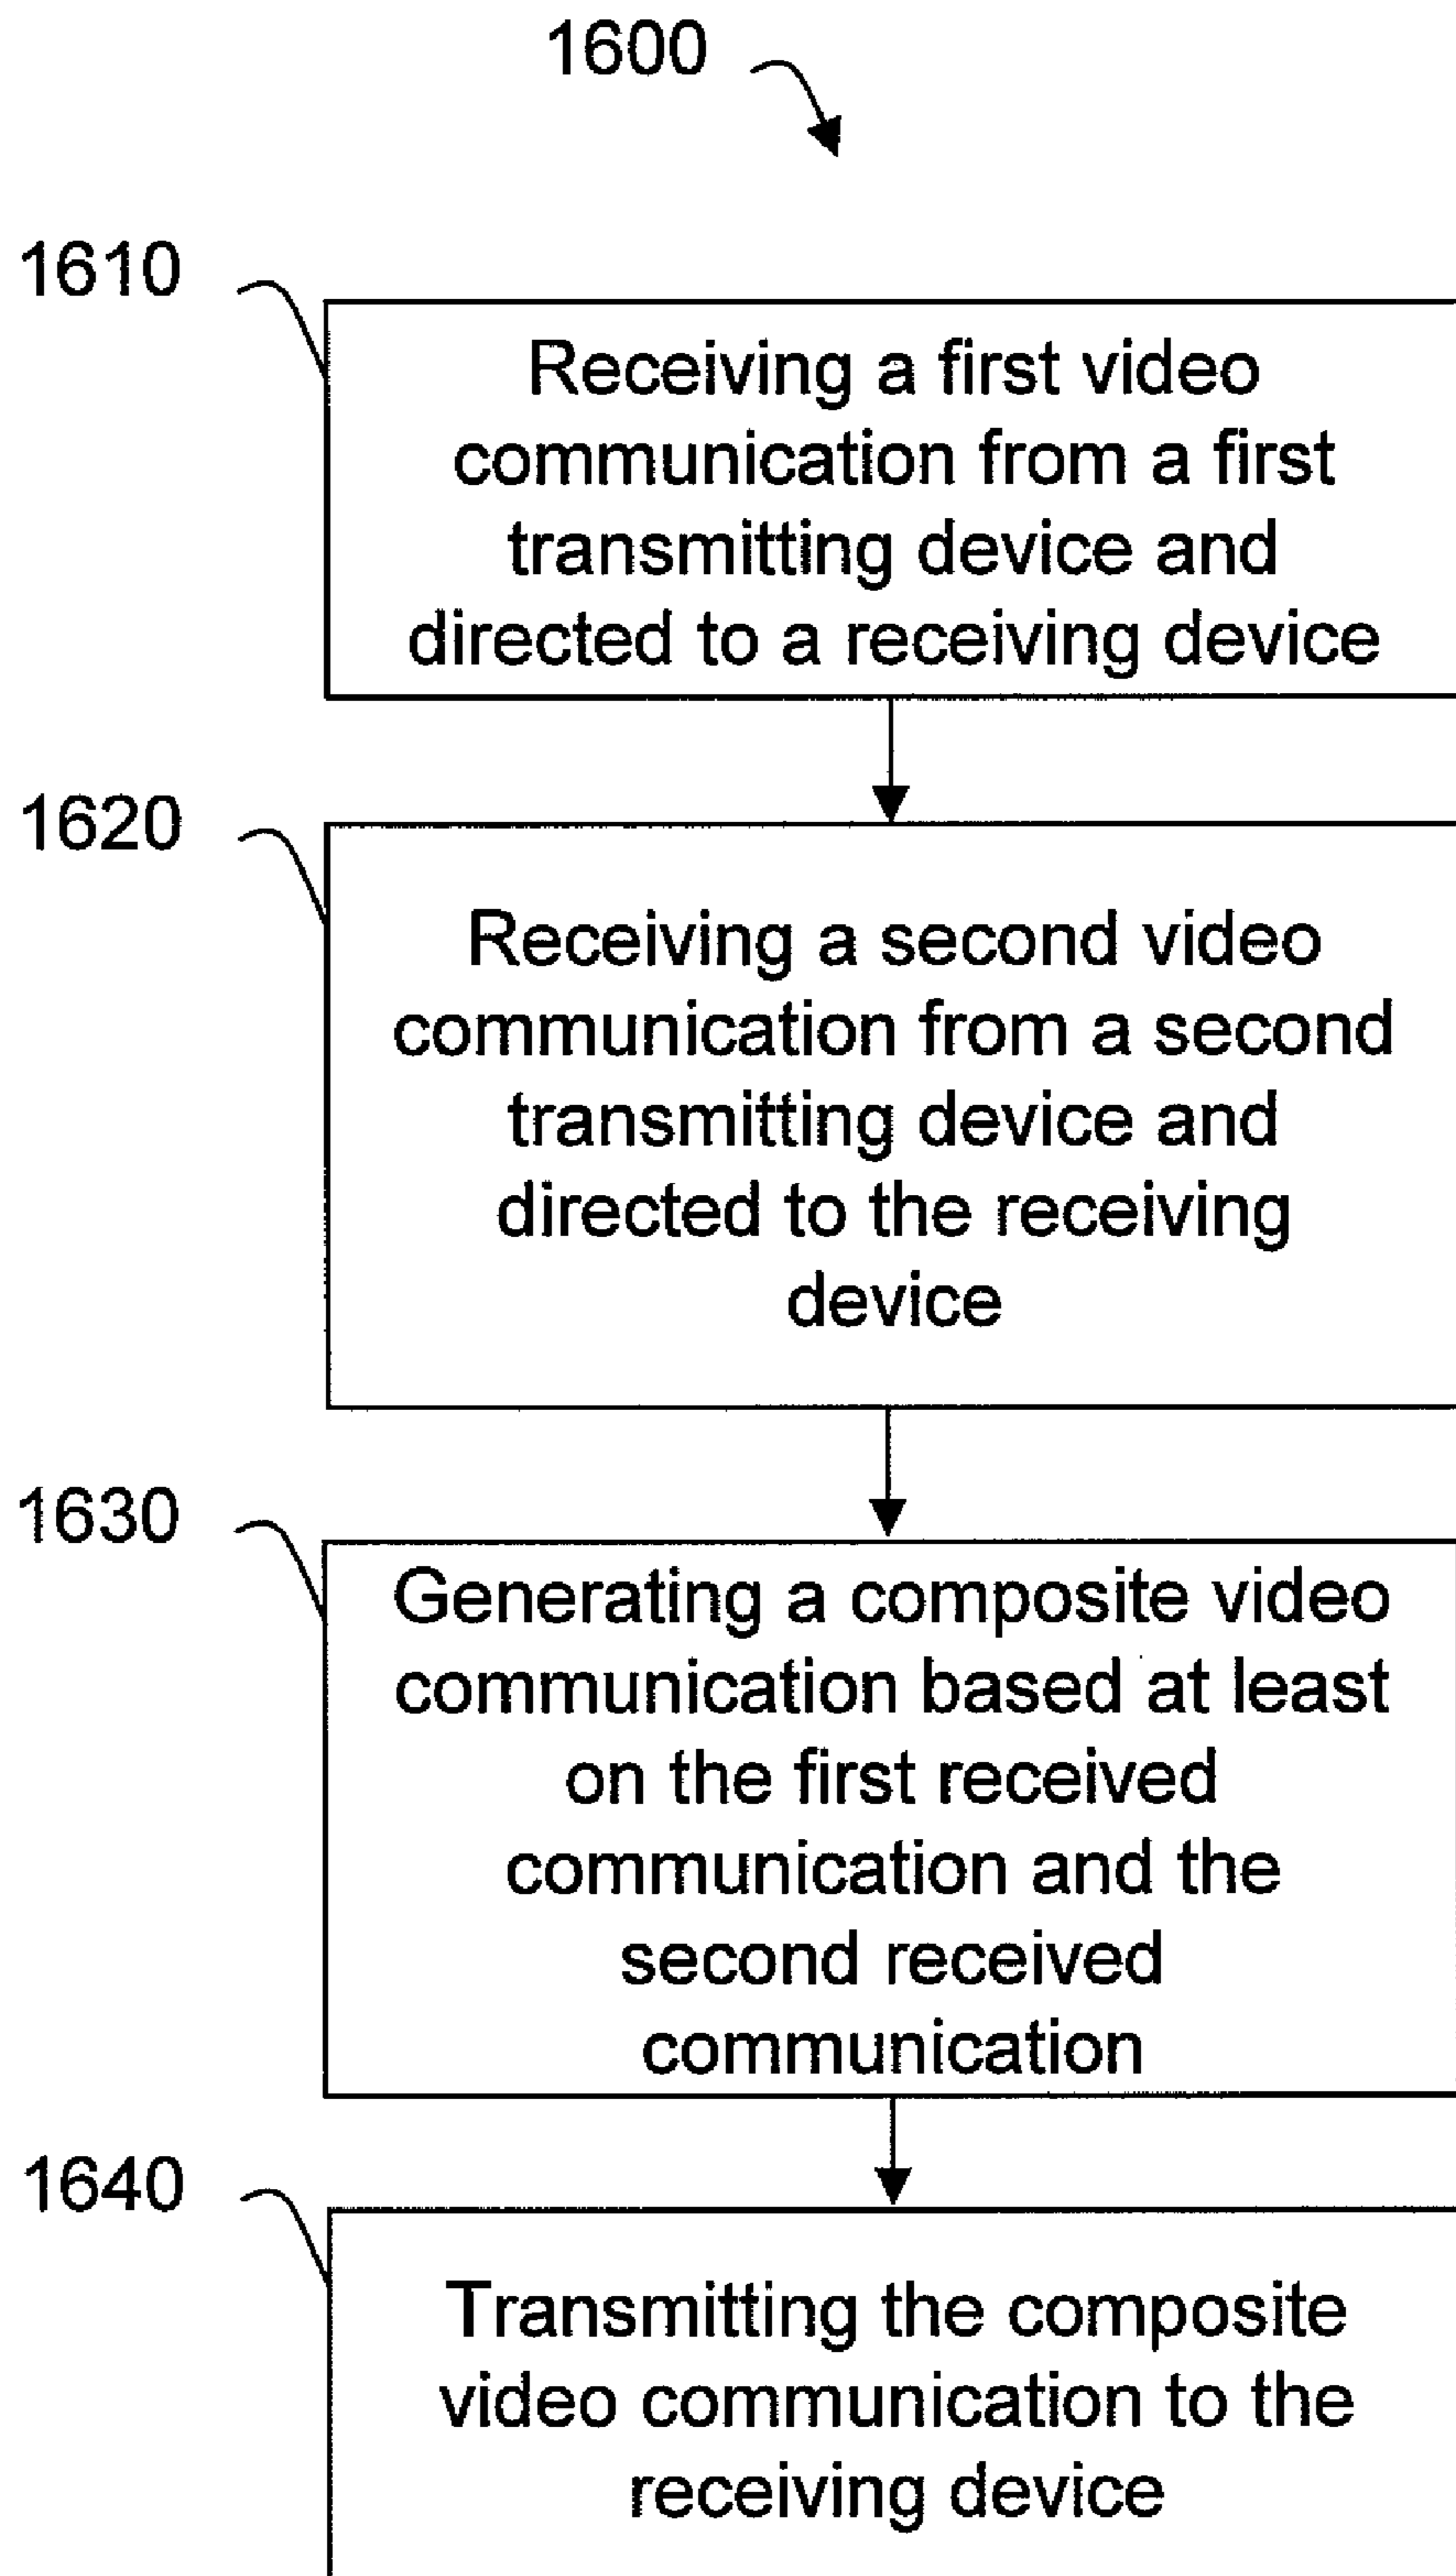 1600
1610
Receiving a first video
communication from a first
transmitting device and
directed to a receiving device
1620
Receiving a second video
communication from a second
transmitting device and
directed to the receiving
device
1630
Generating a composite video
communication based at least
on the first received
communication and the
second received
communication
1640
Transmitting the composite
video communication to the
receiving device